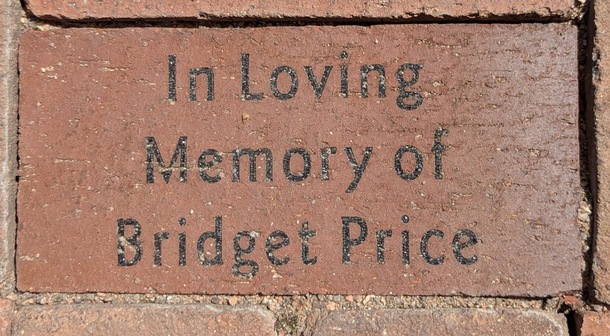 In Loving
Memory of
Bridget Price